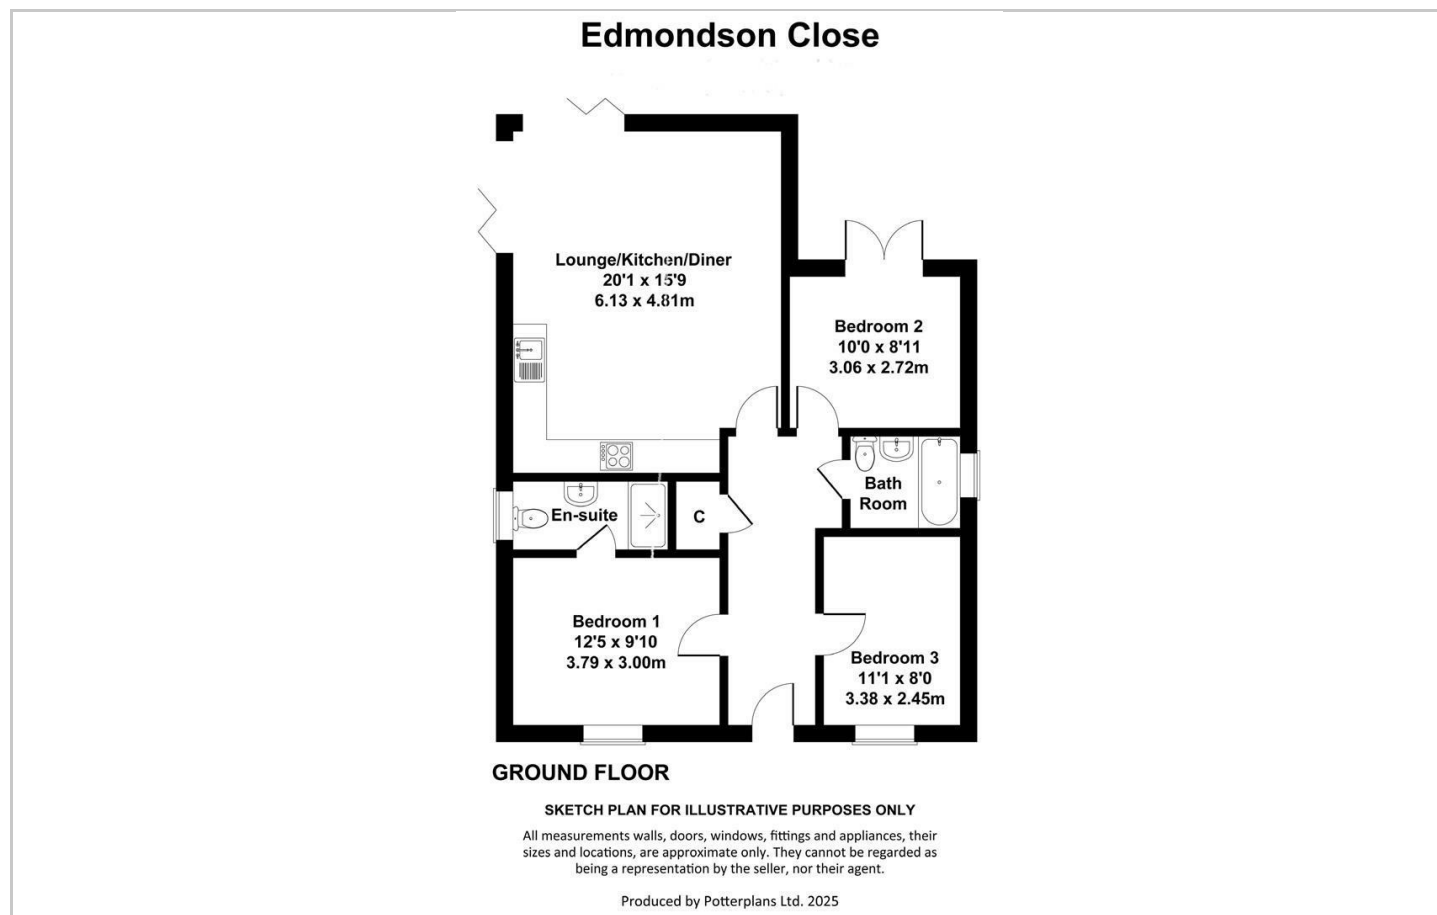 Edmondson Close
Lounge/Kitchen/Diner
20'1 x 15'9
6.13 x 4.81m
Bedroom 2
10'0 x 8'11
3.06 x 2.72m
Bath
Room
En-suite
C
Bedroom 1
12'5 x 9'10
3.79 x 3.00m
Bedroom 3
11'1 x 8'0
3.38 x 2.45m
GROUND FLOOR
SKETCH PLAN FOR ILLUSTRATIVE PURPOSES ONLY
All measurements walls, doors, windows, fittings and appliances, their
sizes and locations, are approximate only. They cannot be regarded as
being a representation by the seller, nor their agent.
Produced by Potterplans Ltd. 2025